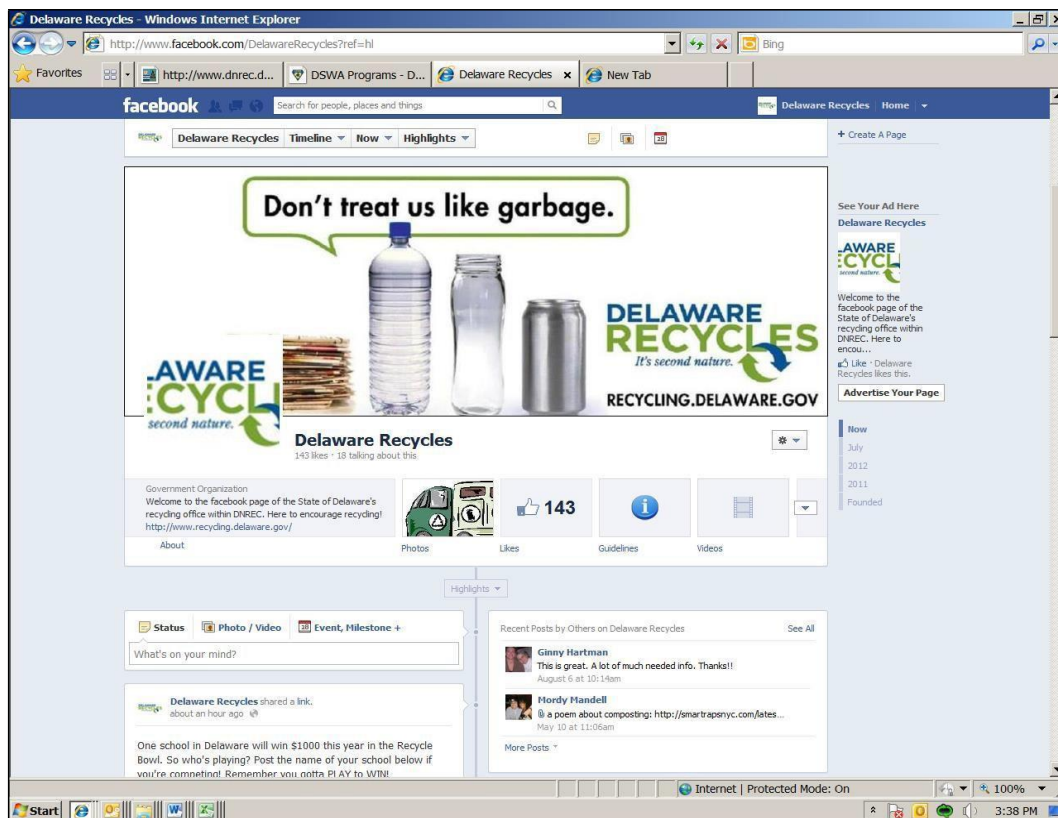 Delaware Recycles - Windows Internet Explorer
http://www.facebook.com/DelawareRecycles?ref=hl
Bing
Favorites
http://www.dnrec.d...
DSWA Programs - D...
Delaware Recycles
New Tab
facebook
Search for people, places and things
Delaware Recycles
Home
Delaware Recycles
Timeline
Now
Highlights
28
+ Create A Page
Don't treat us like garbage.
DELAWARE
RECYCLES
It's second nature.
RECYCLING.DELAWARE.GOV
.AWARE
ECYCL
second nature.
Delaware Recycles
143 likes · 18 talking about this
Government Organization
Welcome to the facebook page of the State of Delaware's
recycling office within DNREC. Here to encourage recycling!
http://www.recycling.delaware.gov/
About
Photos
143
Likes
Guidelines
Videos
See Your Ad Here
Delaware Recycles
.AWARE
ECYCL
second nature.
Welcome to the
facebook page of the
State of Delaware's
recycling office within
DNREC. Here to
encou...
Like · Delaware
Recycles likes this.
Advertise Your Page
Now
July
2012
2011
Founded
Highlights
Status
Photo / Video
28 Event, Milestone +
What's on your mind?
Delaware Recycles shared a link.
about an hour ago
One school in Delaware will win $1000 this year in the Recycle
Bowl. So who's playing? Post the name of your school below if
you're competing! Remember you gotta PLAY to WIN!
Recent Posts by Others on Delaware Recycles
See All
Ginny Hartman
This is great. A lot of much needed info. Thanks!!
August 6 at 10:14am
Mordy Mandell
a poem about composting: http://smartrapsnyc.com/lates...
May 10 at 11:06am
More Posts
Internet | Protected Mode: On
100%
Start
3:38 PM